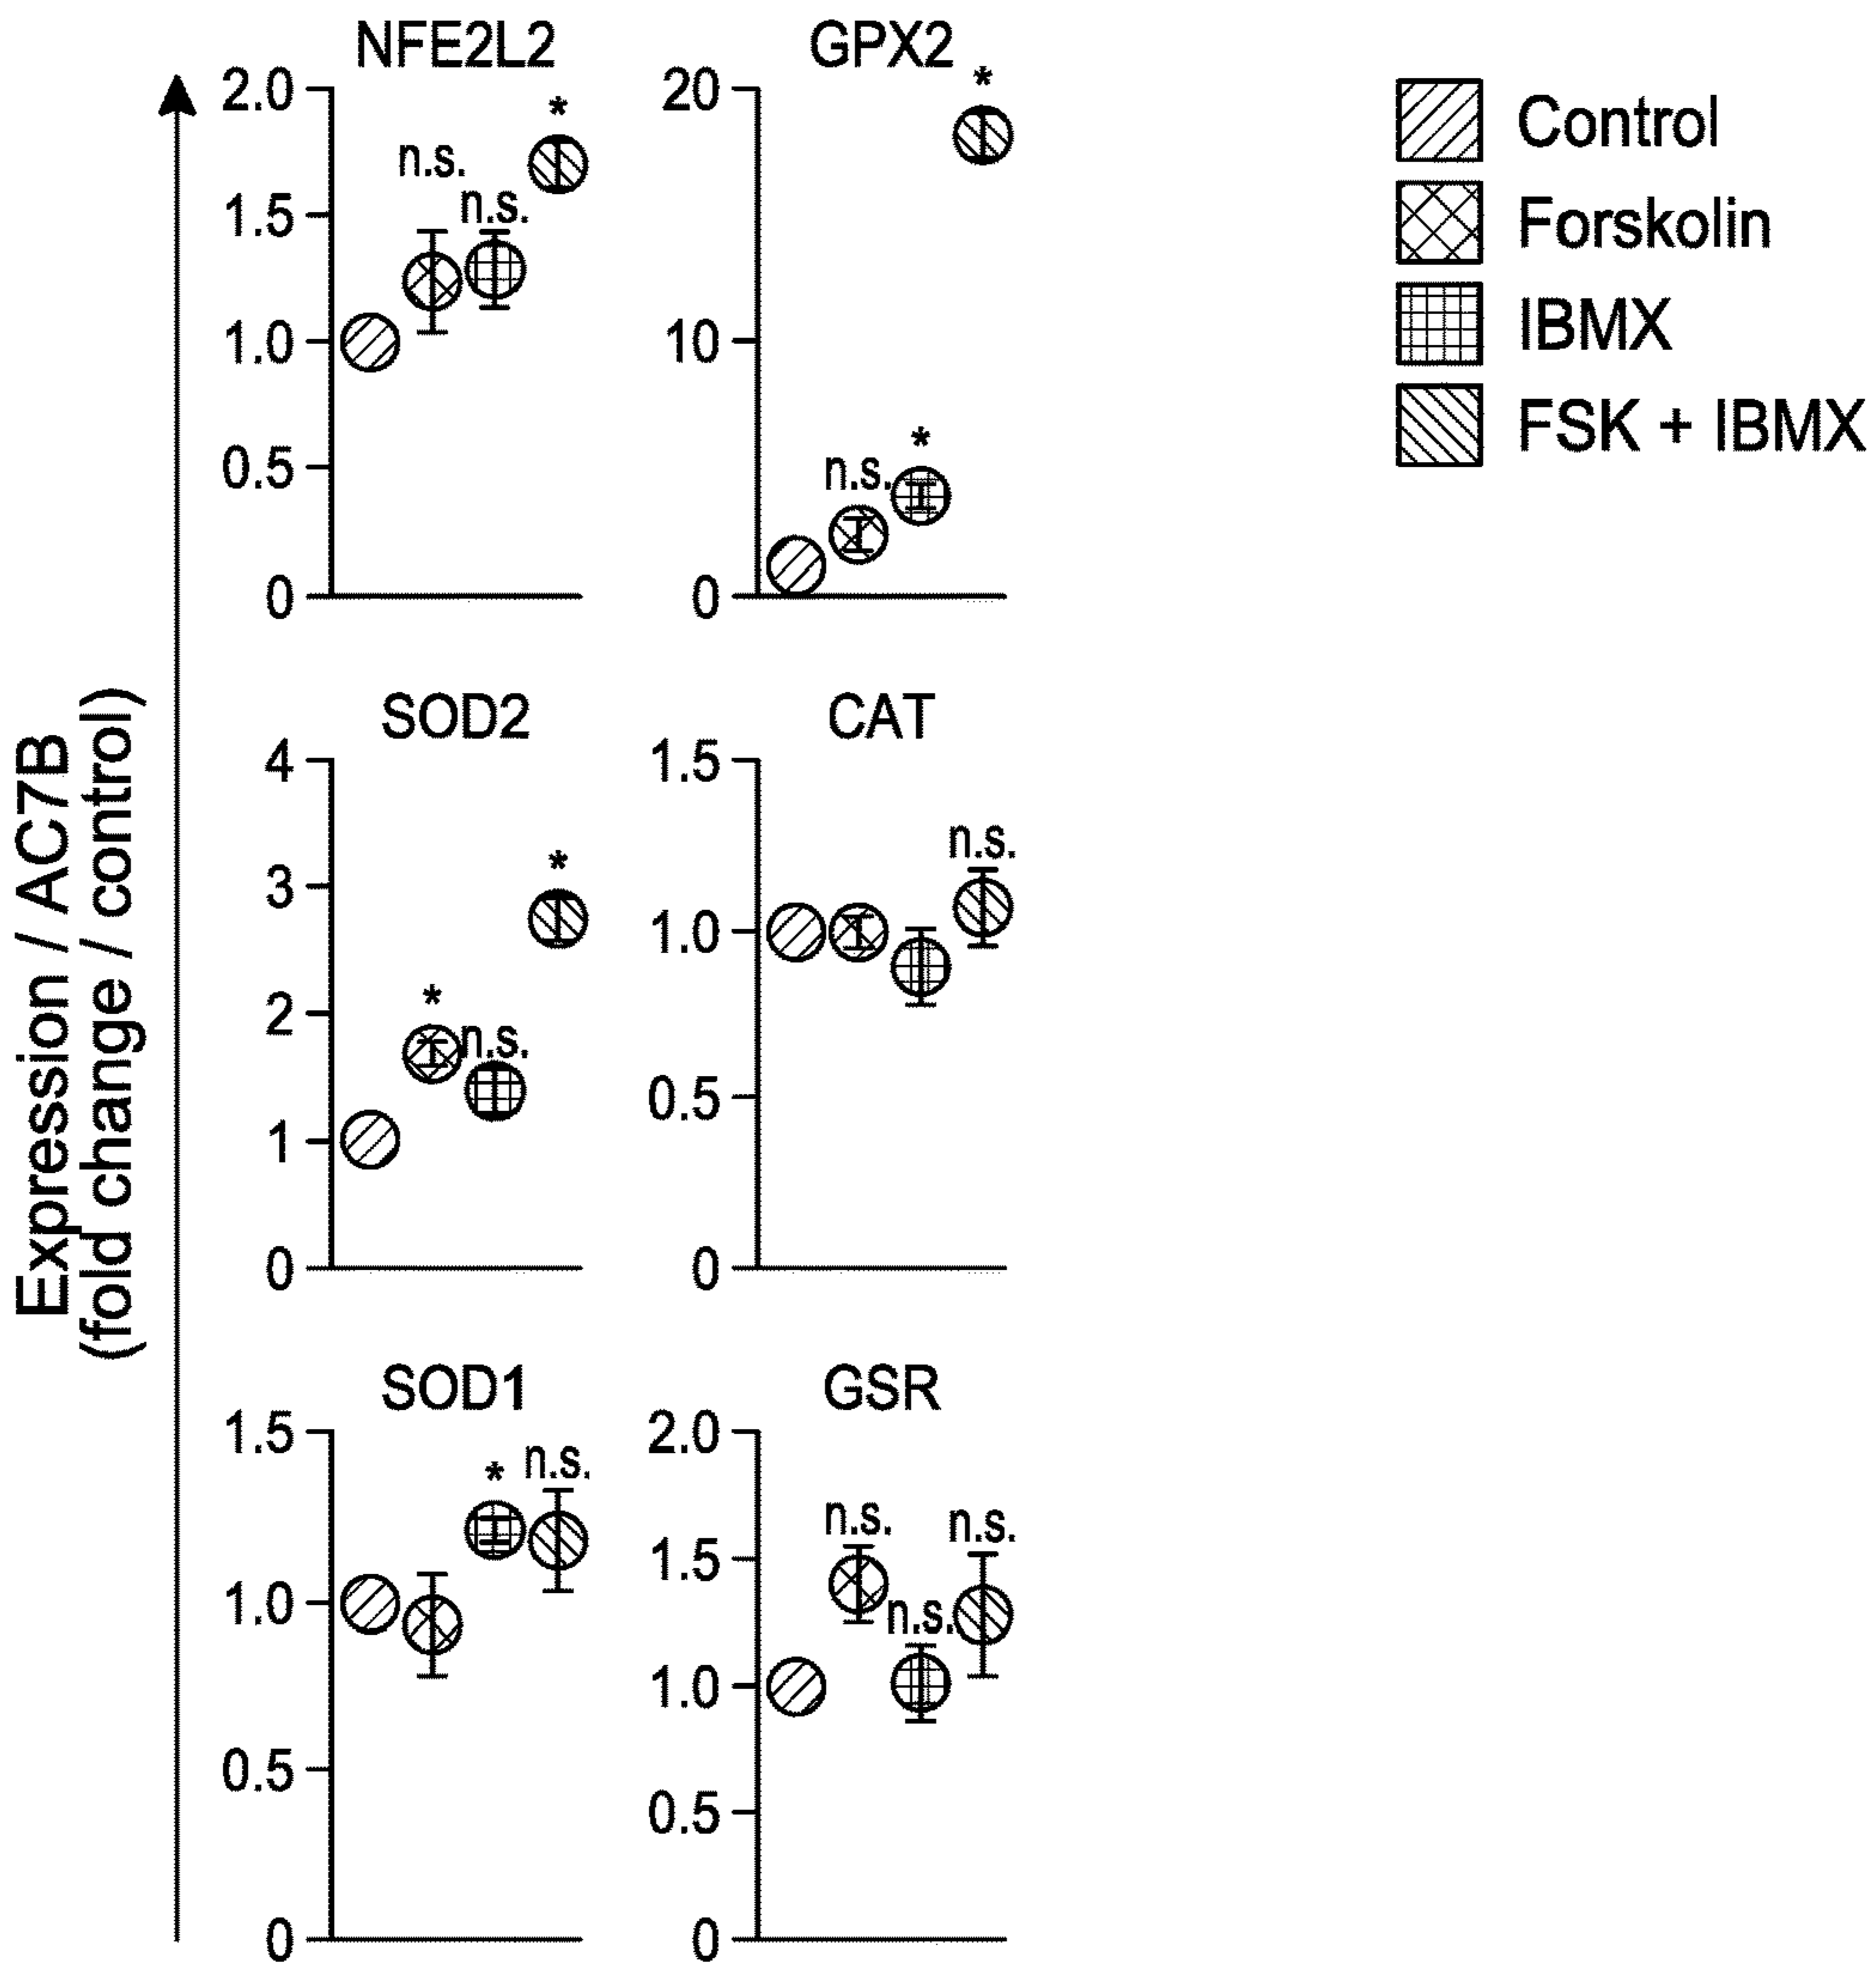 NFE2L2
2.0
1.5
1.0
0.5
0
n.s.
n.s.
*
GPX2
20
10
0
n.s.
*
*
Control
Forskolin
IBMX
FSK + IBMX
Expression / AC7B
(fold change / control)
SOD2
4
3
2
1
0
*
n.s.
*
CAT
1.5
1.0
0.5
0
n.s.
SOD1
1.5
1.0
0.5
0
*
n.s.
GSR
2.0
1.5
1.0
0.5
0
n.s.
n.s.
n.s.